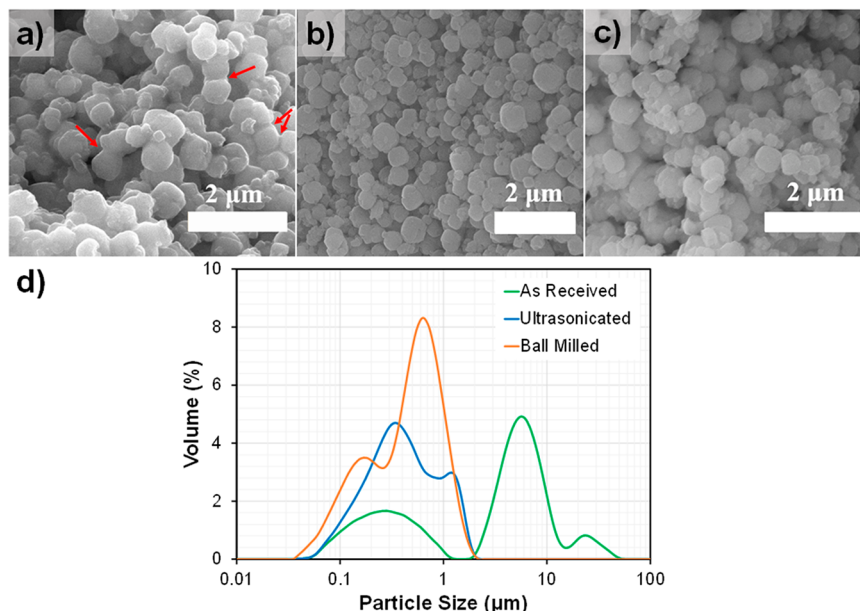 a)
b)
c)
2 µm
2 µm
2 µm
d)
10
8
6
4
2
0
Volume (%)
As Received
Ultrasonicated
Ball Milled
0.01
0.1
1
10
100
Particle Size (µm)